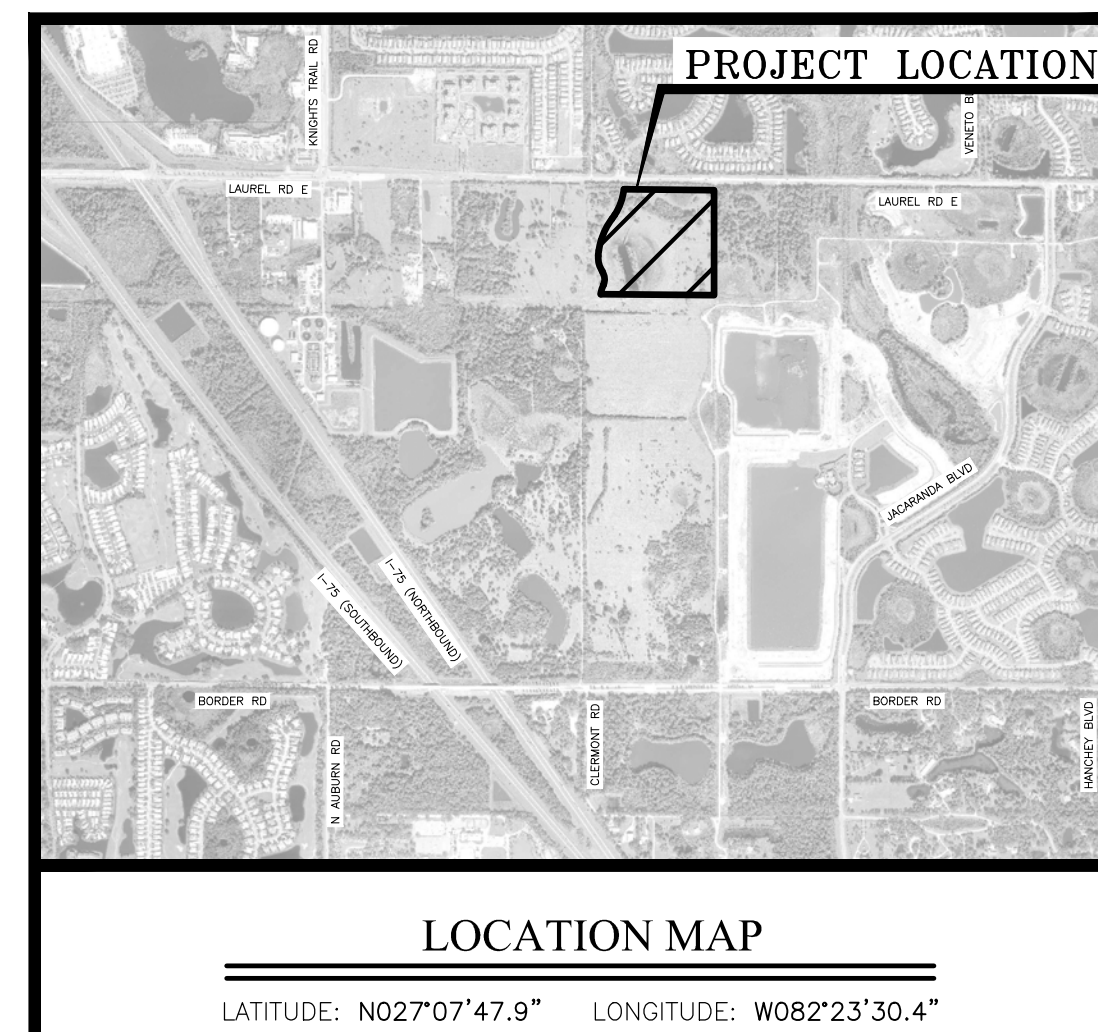 PROJECT LOCATION
KNIGHTS TRAIL RD
VENETO B
LAUREL RD E
LAUREL RD E
JACARANDA BLVD
I-75 (NORTHBOUND)
I-75 (SOUTHBOUND)
BORDER RD
BORDER RD
CLERMONT RD
HANCHEY BLVD
N AUBURN RD
LOCATION MAP
LATITUDE: N027°07'47.9" LONGITUDE: W082°23'30.4"